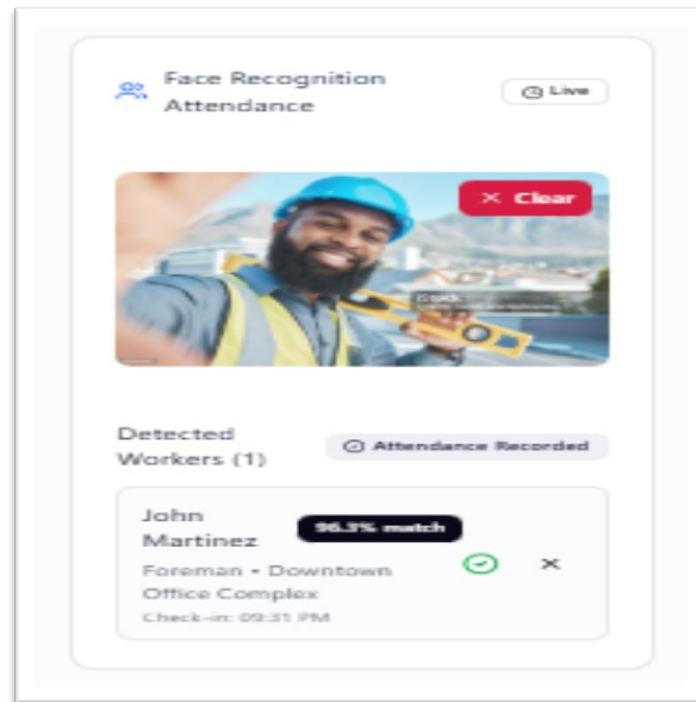 Face Recognition
Attendance
Live
Clear
iStock
Detected
Workers (1)
Attendance Recorded
John
Martinez
96.3% match
Foreman • Downtown
Office Complex
Check-in: 09:31 PM